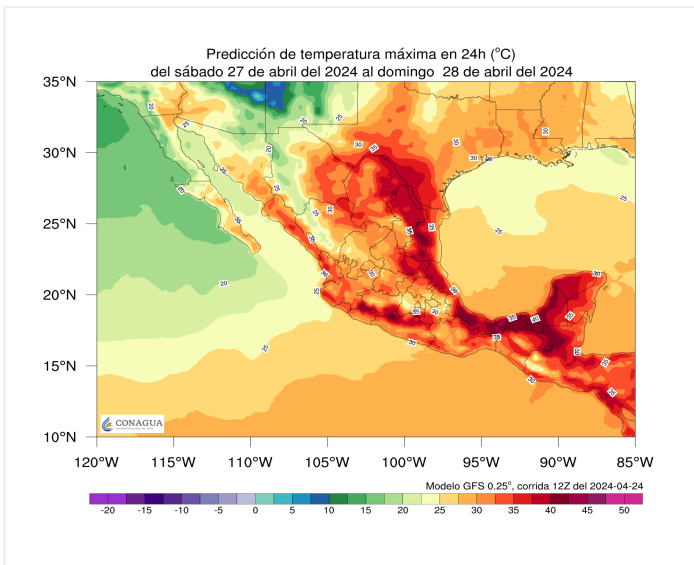 Predicción de temperatura máxima en 24h (°C)
del sábado 27 de abril del 2024 al domingo  28 de abril del 2024
35°N
30°N
25°N
20°N
15°N
10°N
CONAGUA
120°W 115°W 110°W 105°W 100°W 95°W 90°W 85°W
Modelo GFS 0.25°, corrida 12Z del 2024-04-24
-20 -15 -10 -5 0 5 10 15 20 25 30 35 40 45 50